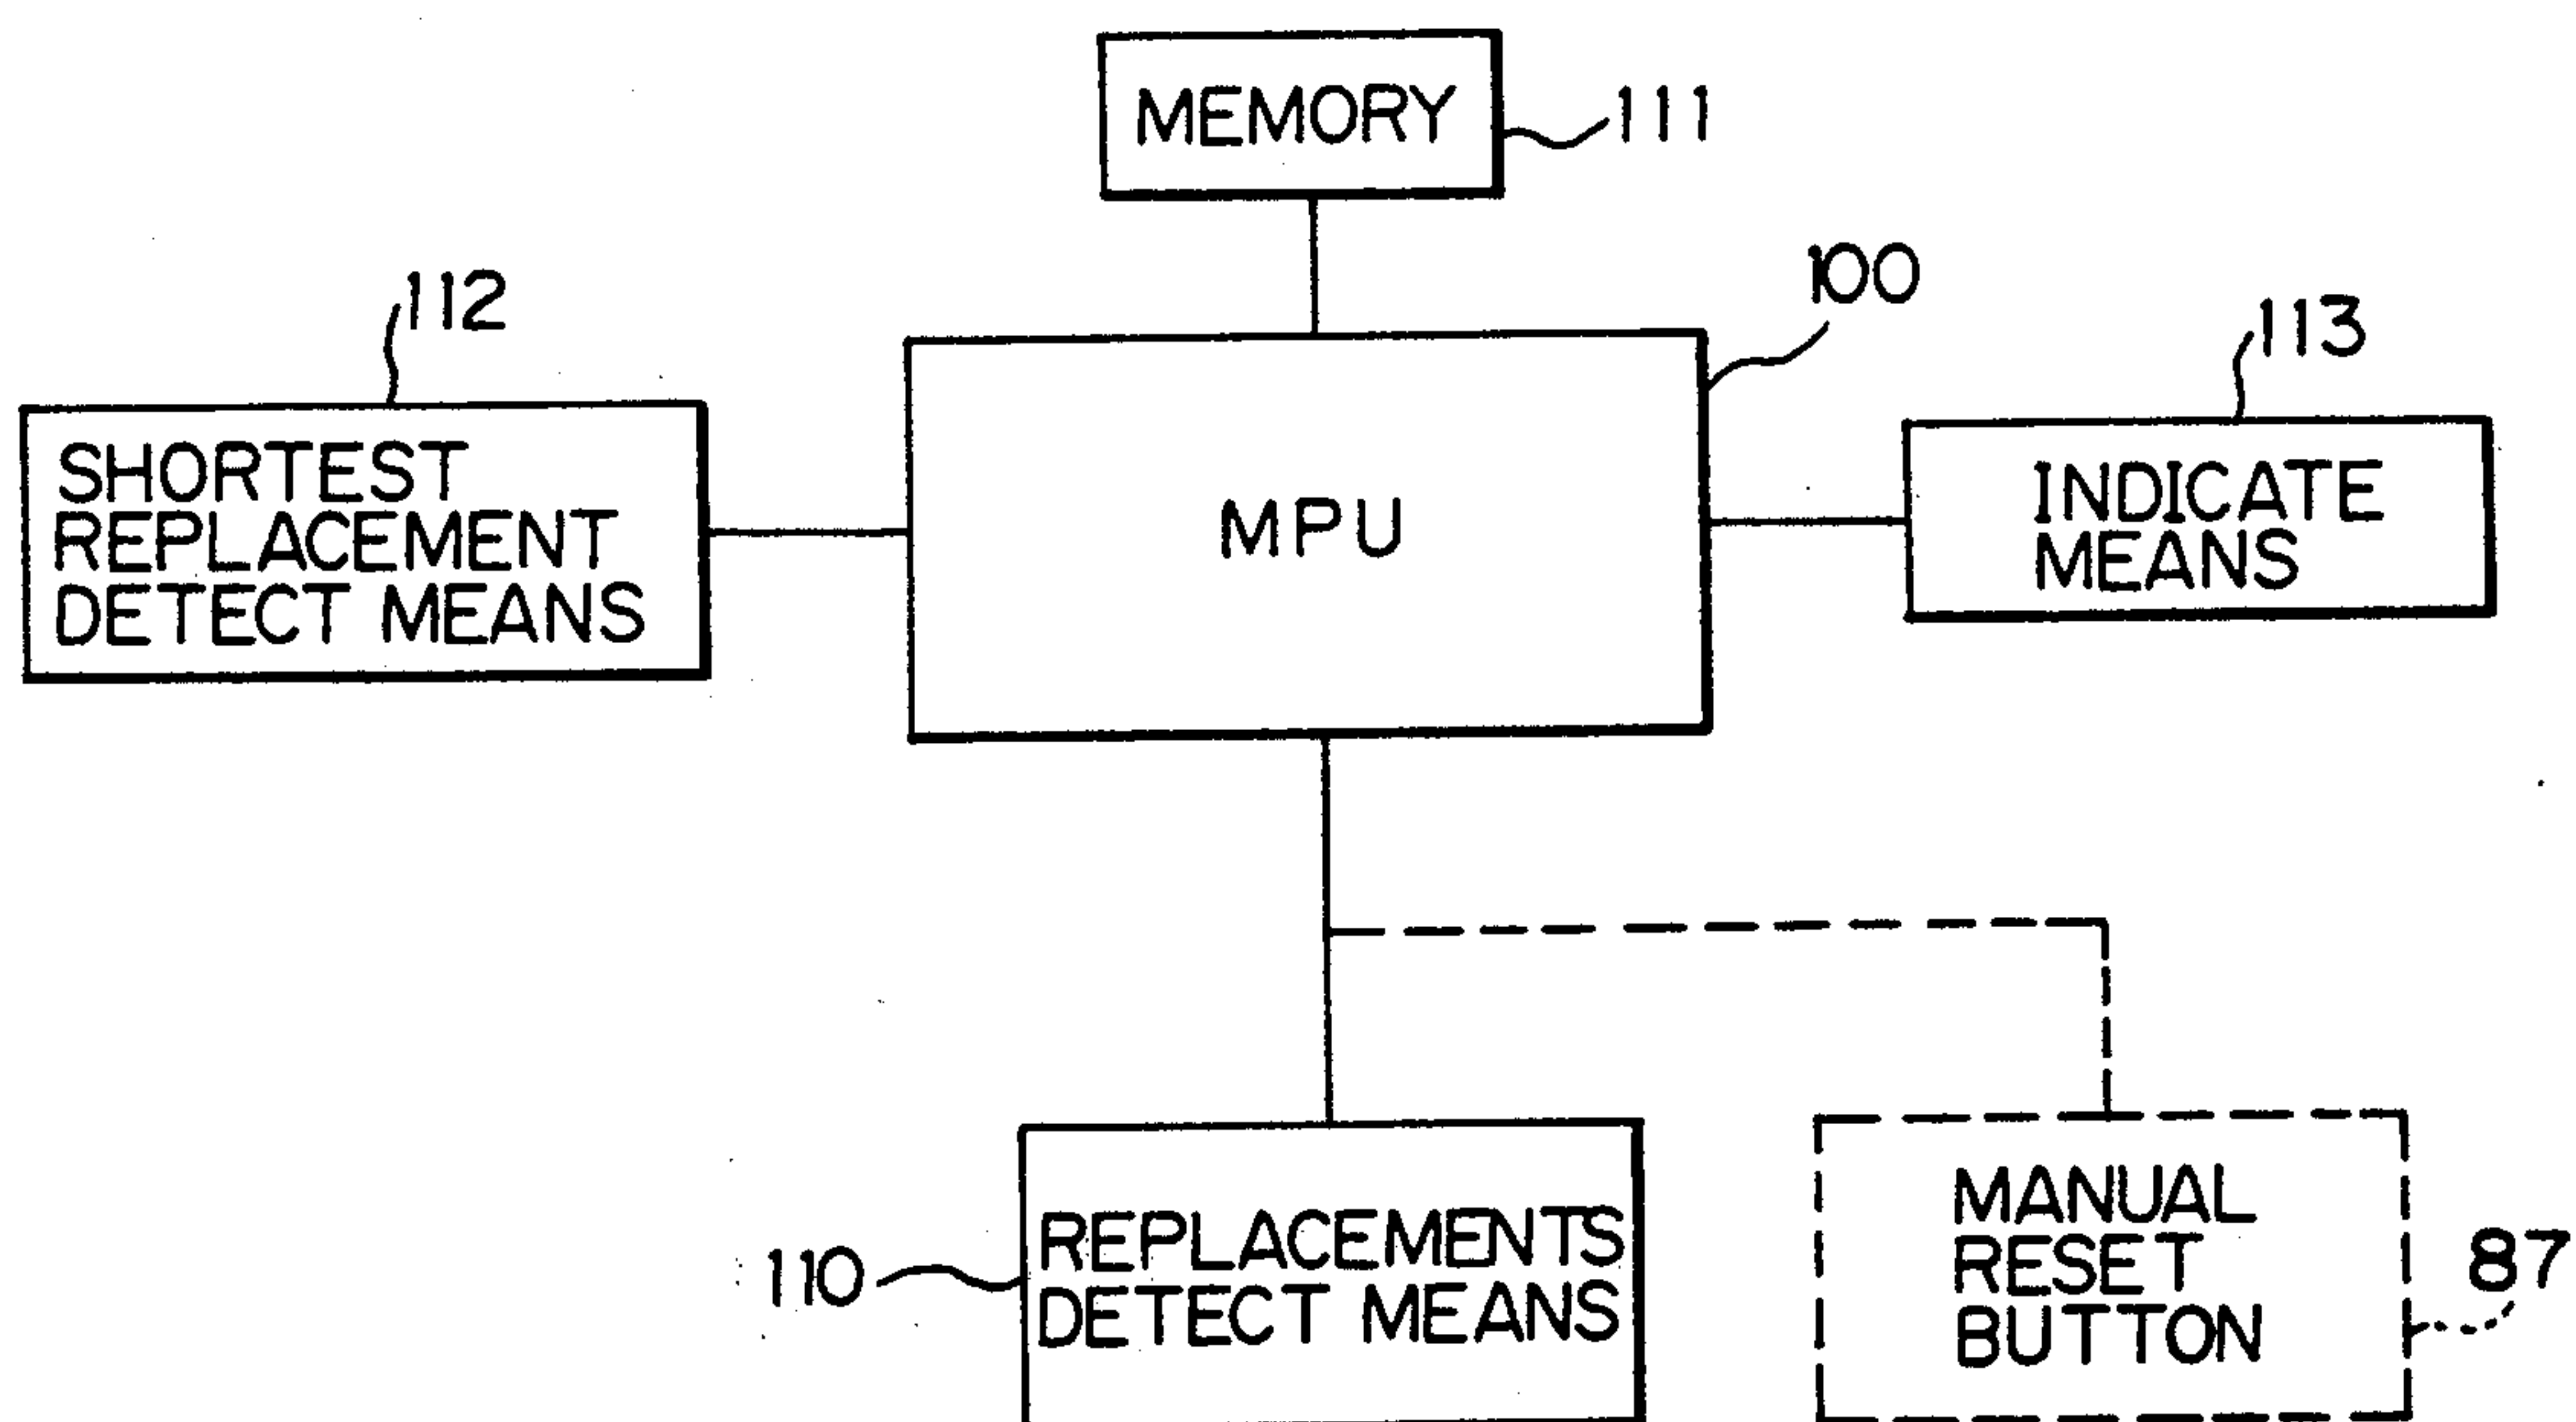 MEMORY
111
100
112
113
SHORTEST
REPLACEMENT
DETECT MEANS
MPU
INDICATE
MEANS
110
REPLACEMENTS
DETECT MEANS
MANUAL
RESET
BUTTON
87